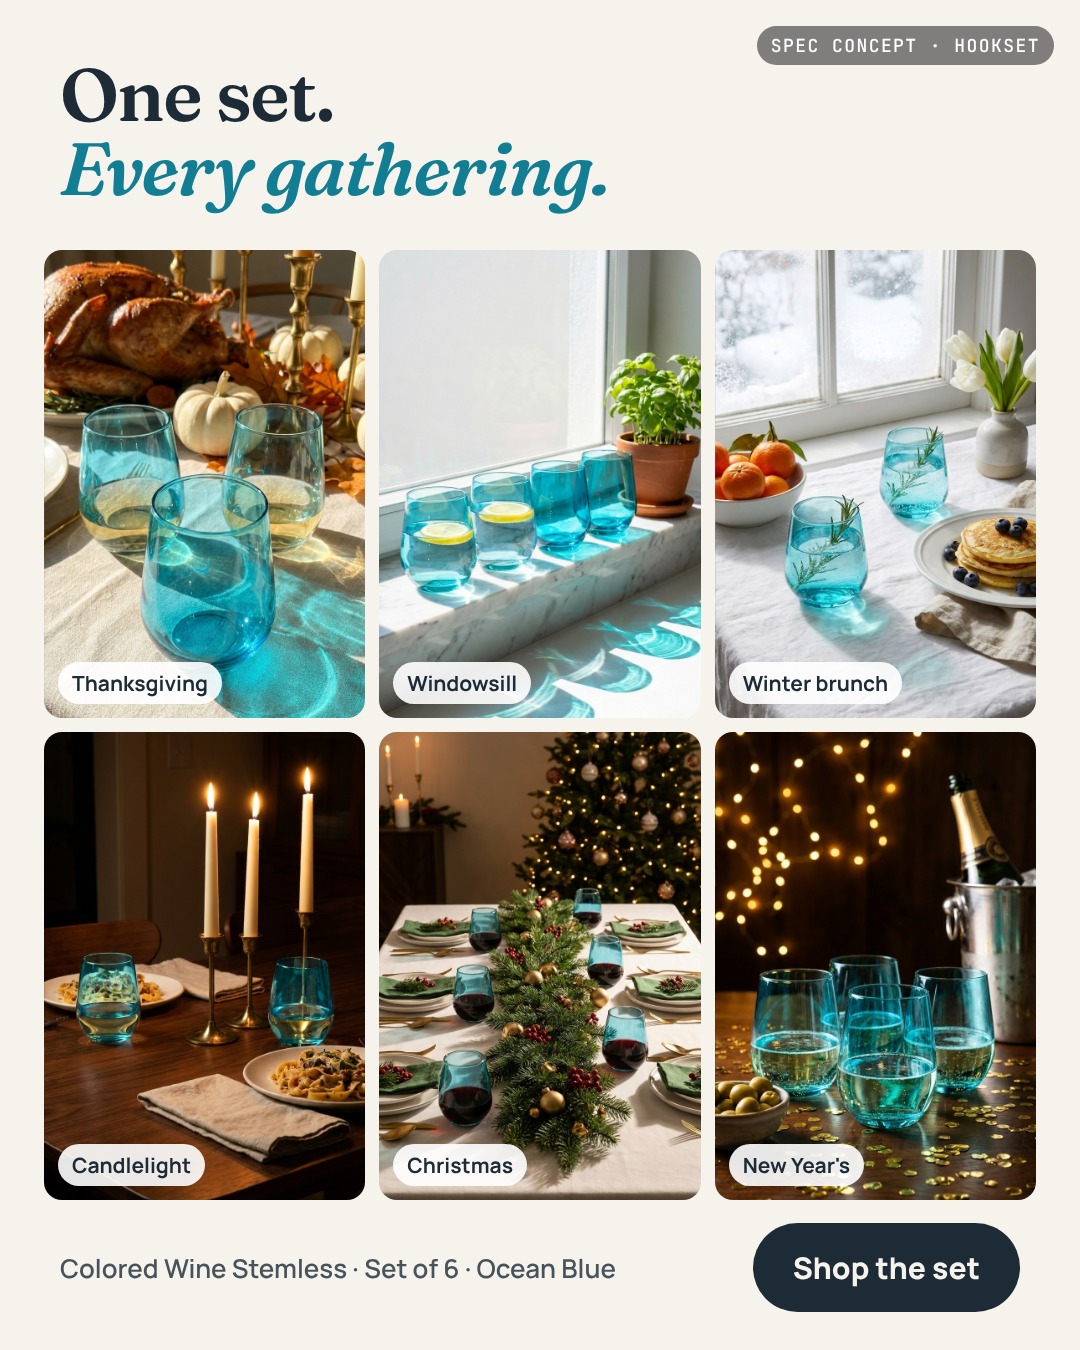 SPEC CONCEPT · HOOKSET
One set.
Every gathering.
Thanksgiving
Windowsill
Winter brunch
Candlelight
Christmas
New Year's
Colored Wine Stemless · Set of 6 · Ocean Blue
Shop the set